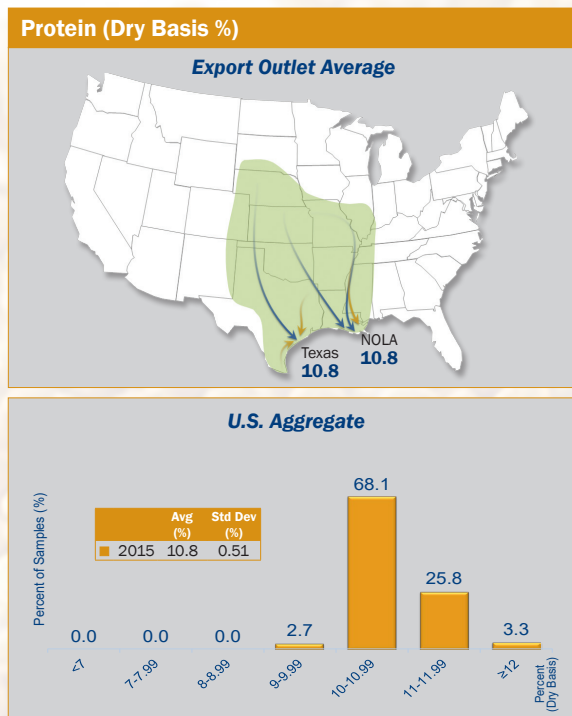 Protein (Dry Basis %)
Export Outlet Average
Texas
10.8
NOLA
10.8
U.S. Aggregate
Percent of Samples (%)
Avg (%)
Std Dev (%)
2015 10.8 0.51
0.0 0.0 0.0 2.7 68.1 25.8 3.3
<7 7-7.99 8-8.99 9-9.99 10-10.99 11-11.99 ≥12
Percent
(Dry Basis)